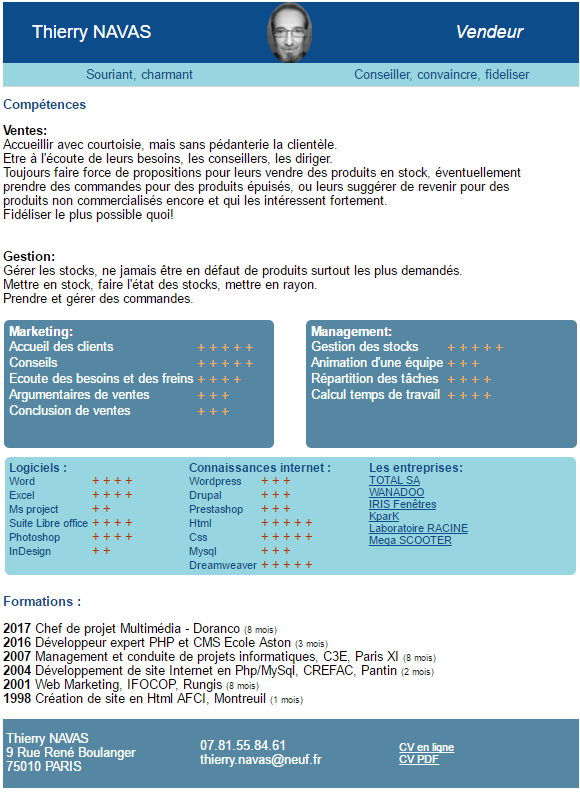 Thierry NAVAS
Vendeur
Souriant, charmant
Conseiller, convaincre, fideliser
Compétences
Ventes:
Accueillir avec courtoisie, mais sans pédanterie la clientèle.
Etre à l'écoute de leurs besoins, les conseillers, les diriger.
Toujours faire force de propositions pour leurs vendre des produits en stock, éventuellement
prendre des commandes pour des produits épuisés, ou leurs suggérer de revenir pour des
produits non commercialisés encore et qui les intéressent fortement.
Fidéliser le plus possible quoi!
Gestion:
Gérer les stocks, ne jamais être en défaut de produits surtout les plus demandés.
Mettre en stock, faire l'état des stocks, mettre en rayon.
Prendre et gérer des commandes.
Marketing:
Accueil des clients + + + + +
Conseils + + + + +
Ecoute des besoins et des freins + + + +
Argumentaires de ventes + + +
Conclusion de ventes + + +
Management:
Gestion des stocks + + + + +
Animation d'une équipe + + +
Répartition des tâches + + + +
Calcul temps de travail + + + +
Logiciels :
Word + + + +
Excel + + + +
Ms project + +
Suite Libre office + + + +
Photoshop + + + +
InDesign + +
Connaissances internet :
Wordpress + + +
Drupal + + +
Prestashop + + +
Html + + + + +
Css + + + + +
Mysql + + +
Dreamweaver + + + + +
Les entreprises:
TOTAL SA
WANADOO
IRIS Fenêtres
KparK
Laboratoire RACINE
Mega SCOOTER
Formations :
2017 Chef de projet Multimédia - Doranco (8 mois)
2016 Développeur expert PHP et CMS Ecole Aston (3 mois)
2007 Management et conduite de projets informatiques, C3E, Paris XI (8 mois)
2004 Développement de site Internet en Php/MySql, CREFAC, Pantin (2 mois)
2001 Web Marketing, IFOCOP, Rungis (8 mois)
1998 Création de site en Html AFCI, Montreuil (1 mois)
Thierry NAVAS
9 Rue René Boulanger
75010 PARIS
07.81.55.84.61
thierry.navas@neuf.fr
CV en ligne
CV PDF